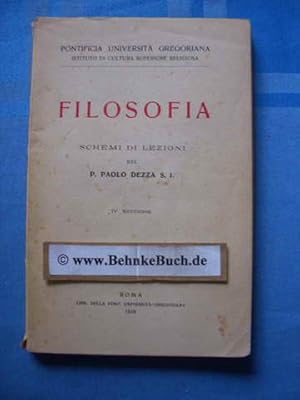 PONTIFICIA UNIVERSITÀ GREGORIANA
ISTITUTO DI CULTURA SUPERIORE RELIGIOSA
FILOSOFIA
SCHEMI DI LEZIONI
DEL
P. PAOLO DEZZA S. I.
IV EDIZIONE
www.BehnkeBuch.de
ROMA
LIB. DELLA PONT. UNIVERSITÀ GREGORIANA